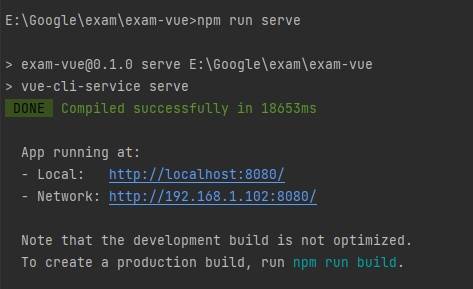 E:\Google\exam\exam-vue>npm run serve
> exam-vue@0.1.0 serve E:\Google\exam\exam-vue
> vue-cli-service serve
DONE Compiled successfully in 18653ms
App running at:
- Local: http://localhost:8080/
- Network: http://192.168.1.102:8080/
Note that the development build is not optimized.
To create a production build, run npm run build.